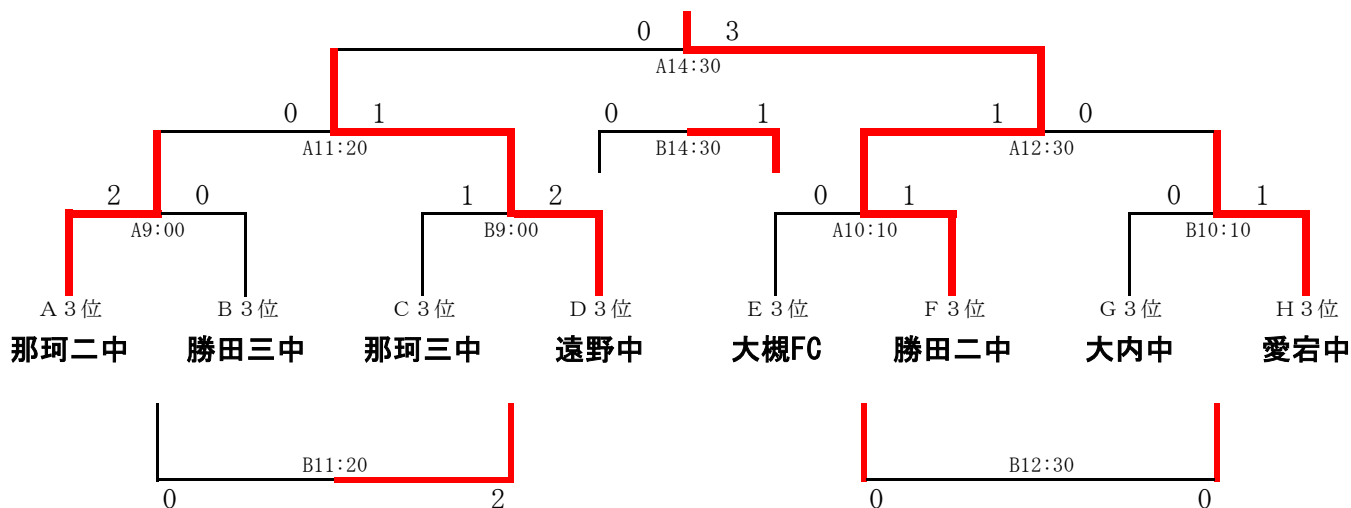 0 3
A14:30
0 1 0 1 1 0
A11:20 B14:30 A12:30
2 0 1 2 0 1 0 1
A9:00 B9:00 A10:10 B10:10
A３位 B３位 C３位 D３位 E３位 F３位 G３位 H３位
那珂二中 勝田三中 那珂三中 遠野中 大槻FC 勝田二中 大内中 愛宕中
B11:20 B12:30
0 2 0 0